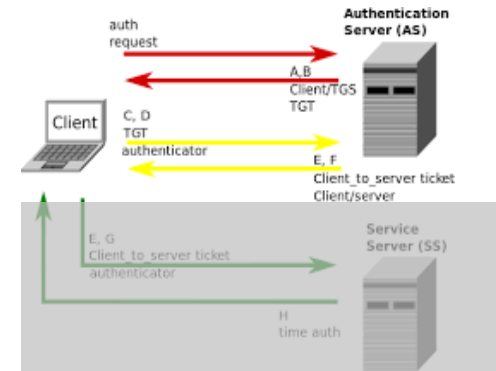 Authentication
Server (AS)
auth
request
A,B
Client/TGS
TGT
Client
C, D
TGT
authenticator
E, F
Client_to_server ticket
Client/server
Service
Server (SS)
E, G
Client_to_server ticket
authenticator
H
time auth